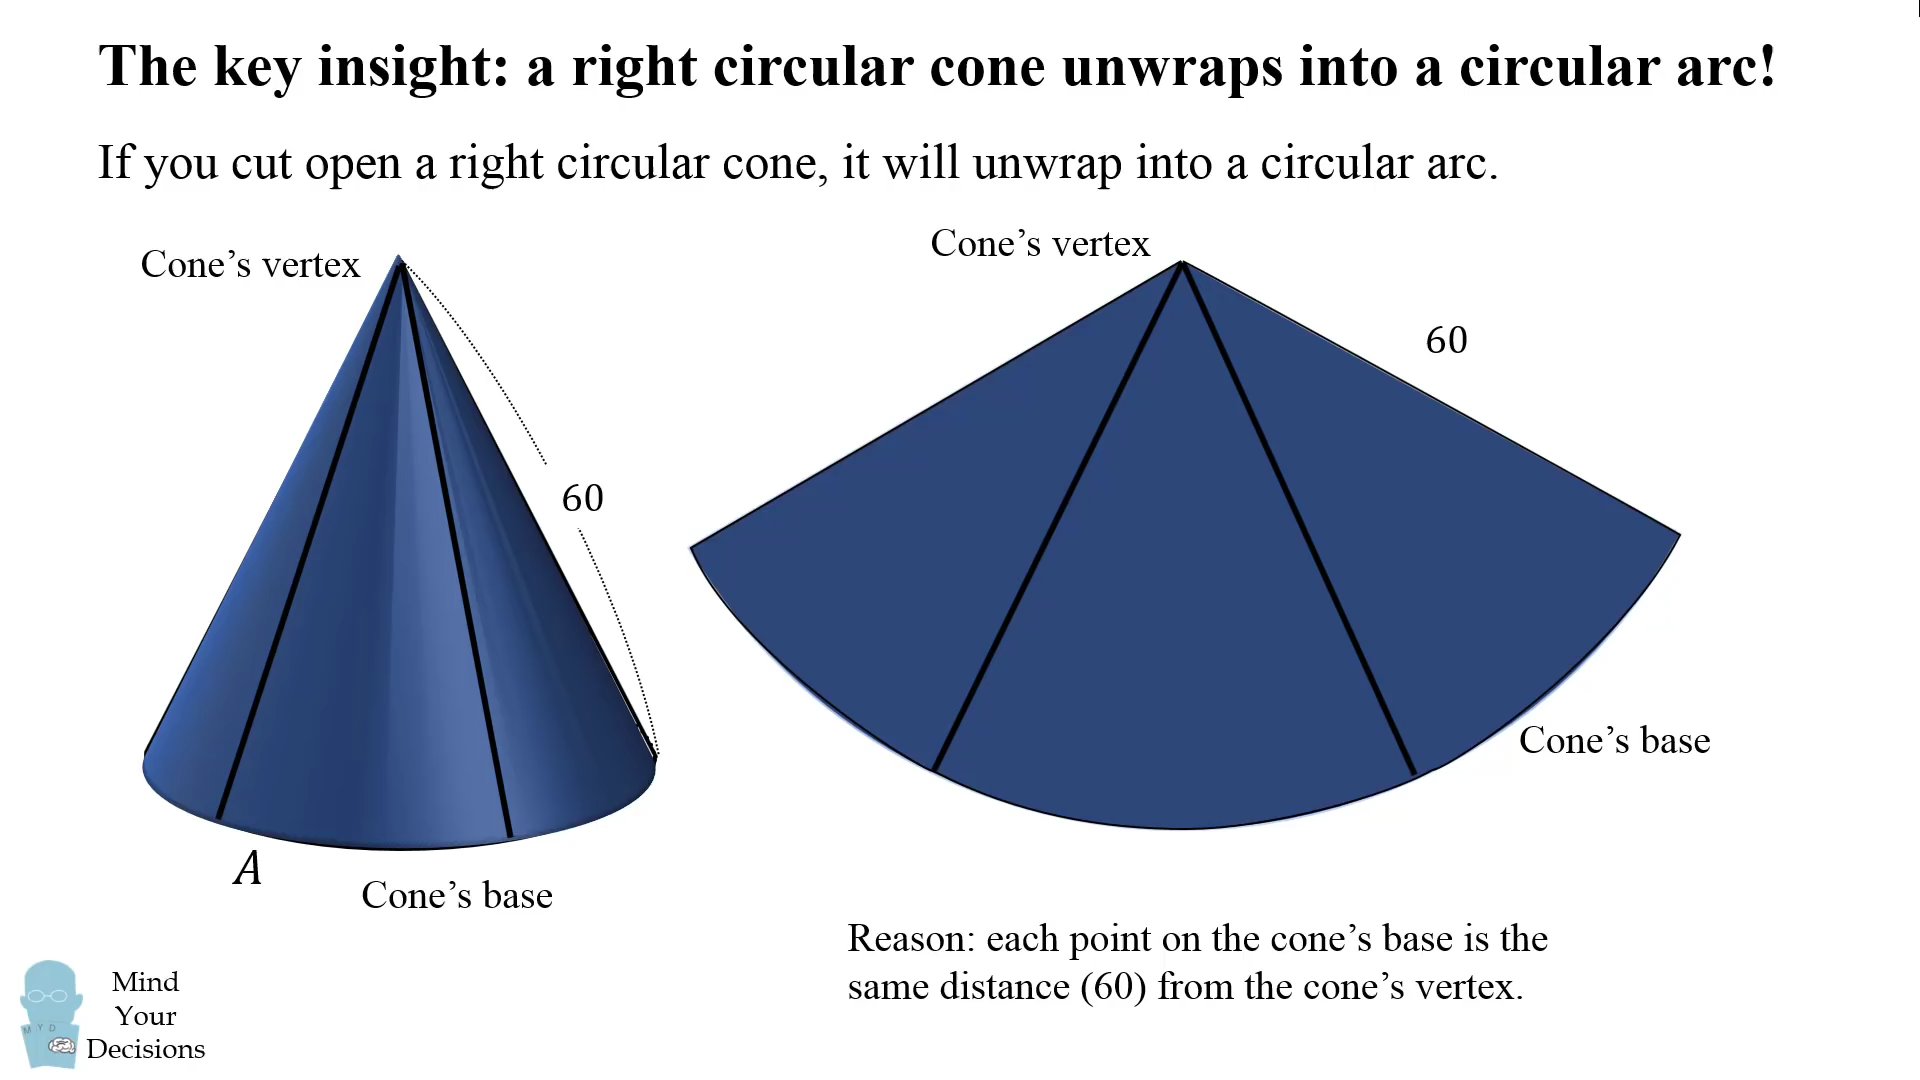 The key insight: a right circular cone unwraps into a circular arc!
If you cut open a right circular cone, it will unwrap into a circular arc.
Cone’s vertex
60
A
Cone’s base
Cone’s vertex
60
Cone’s base
Reason: each point on the cone’s base is the
same distance (60) from the cone’s vertex.
M Y D
Mind
Your
Decisions